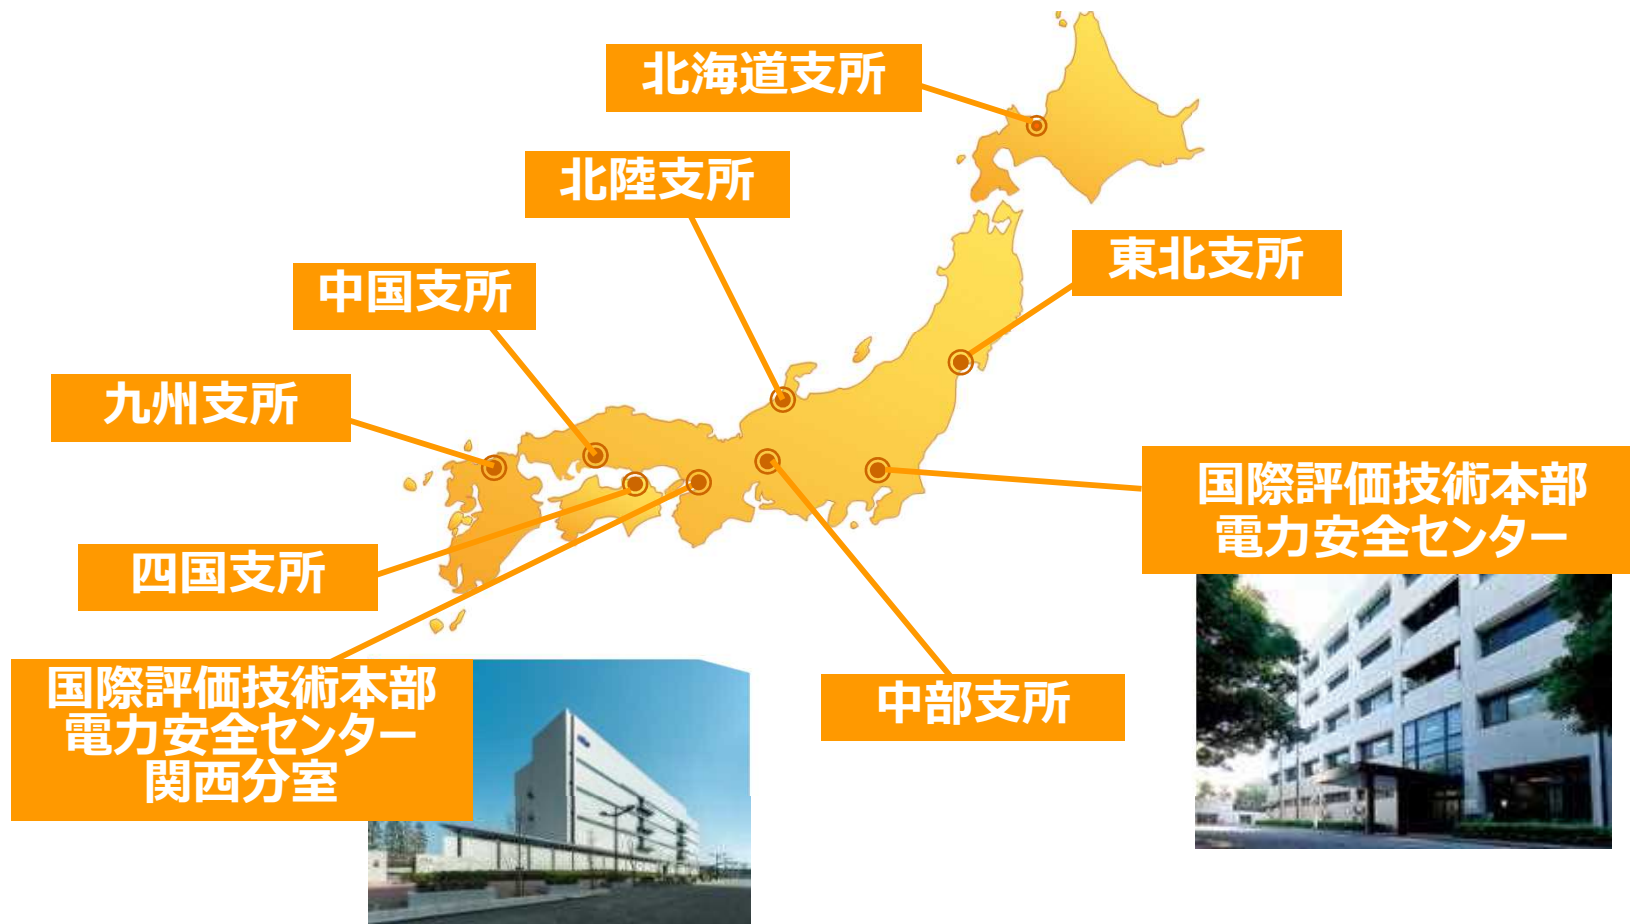 北海道支所
北陸支所
東北支所
中国支所
九州支所
国際評価技術本部
電力安全センター
四国支所
国際評価技術本部
電力安全センター
関西分室
中部支所